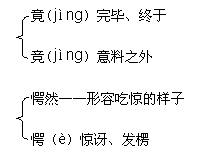 竟(jìng) 完毕、终于
竟(jìng) 意料之外
愕然——形容吃惊的样子
愕 (è) 惊讶、发楞